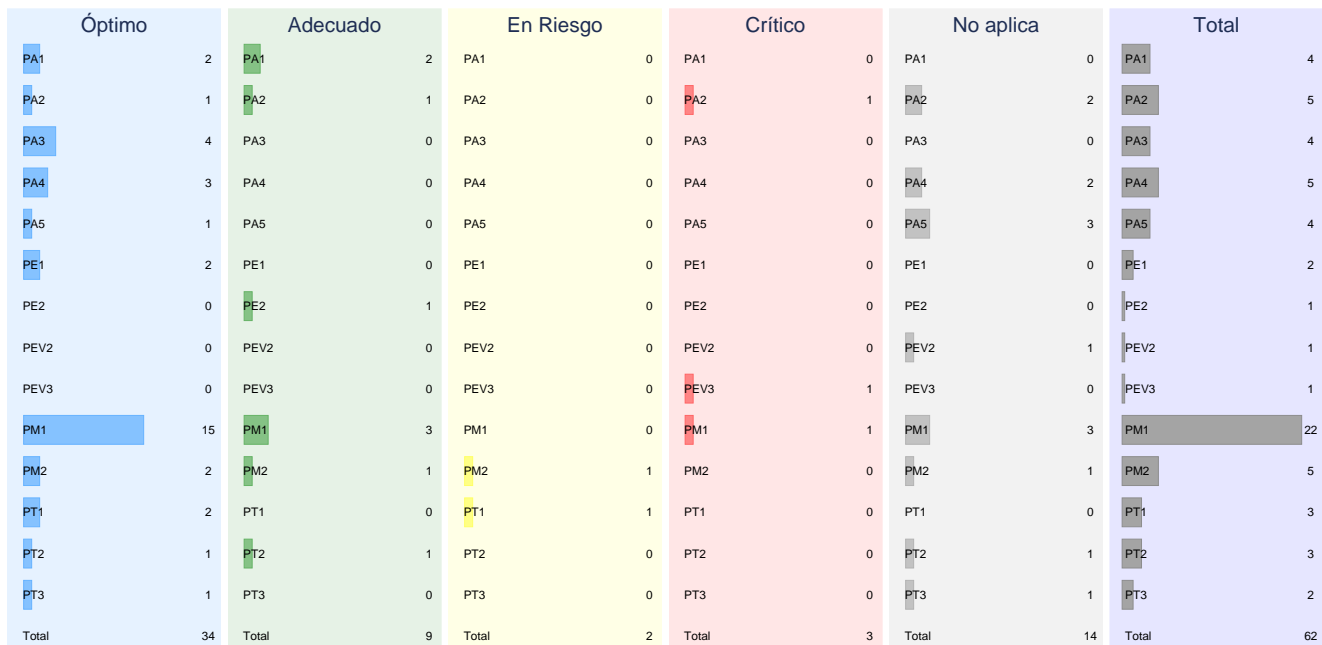 Óptimo Adecuado En Riesgo Crítico No aplica Total
PA1 2 PA1 2 PA1 0 PA1 0 PA1 0 PA1 4
PA2 1 PA2 1 PA2 0 PA2 1 PA2 2 PA2 5
PA3 4 PA3 0 PA3 0 PA3 0 PA3 0 PA3 4
PA4 3 PA4 0 PA4 0 PA4 0 PA4 2 PA4 5
PA5 1 PA5 0 PA5 0 PA5 0 PA5 3 PA5 4
PE1 2 PE1 0 PE1 0 PE1 0 PE1 0 PE1 2
PE2 0 PE2 1 PE2 0 PE2 0 PE2 0 PE2 1
PEV2 0 PEV2 0 PEV2 0 PEV2 0 PEV2 1 PEV2 1
PEV3 0 PEV3 0 PEV3 0 PEV3 1 PEV3 0 PEV3 1
PM1 15 PM1 3 PM1 0 PM1 1 PM1 3 PM1 22
PM2 2 PM2 1 PM2 1 PM2 0 PM2 1 PM2 5
PT1 2 PT1 0 PT1 1 PT1 0 PT1 0 PT1 3
PT2 1 PT2 1 PT2 0 PT2 0 PT2 1 PT2 3
PT3 1 PT3 0 PT3 0 PT3 0 PT3 1 PT3 2
Total 34 Total 9 Total 2 Total 3 Total 14 Total 62